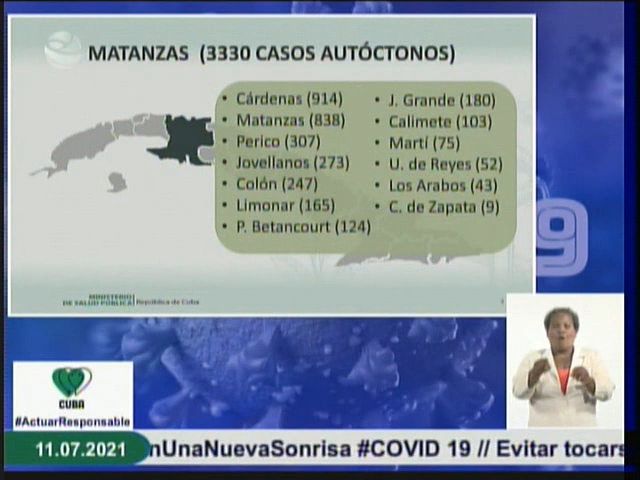 MATANZAS (3330 CASOS AUTÓCTONOS)
• Cárdenas (914)
• Matanzas (838)
• Perico (307)
• Jovellanos (273)
• Colón (247)
• Limonar (165)
• P. Betancourt (124)
• J. Grande (180)
• Calimete (103)
• Martí (75)
• U. de Reyes (52)
• Los Arabos (43)
• C. de Zapata (9)
9
MINISTERIO
DE SALUD PÚBLICA
República de Cuba
CUBA
#ActuarResponsable
11.07.2021
nUnaNuevaSonrisa #COVID 19 // Evitar tocars